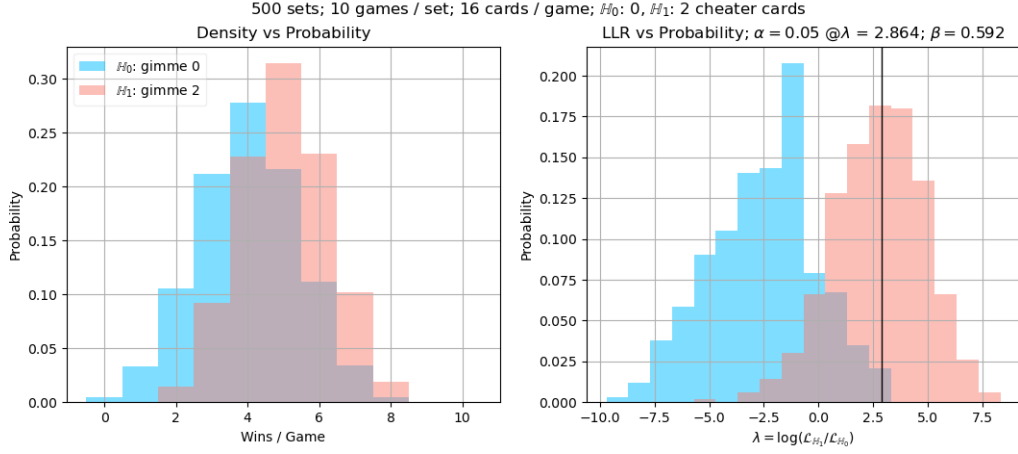 500 sets; 10 games / set; 16 cards / game; ℍ₀: 0, ℍ₁: 2 cheater cards
Density vs Probability
ℍ₀: gimme 0
ℍ₁: gimme 2
Probability
0.30
0.25
0.20
0.15
0.10
0.05
0.00
0 2 4 6 8 10
Wins / Game
LLR vs Probability; α = 0.05 @λ = 2.864; β = 0.592
Probability
0.200
0.175
0.150
0.125
0.100
0.075
0.050
0.025
0.000
−10.0 −7.5 −5.0 −2.5 0.0 2.5 5.0 7.5
λ = log(ℒ_ℍ₁/ℒ_ℍ₀)